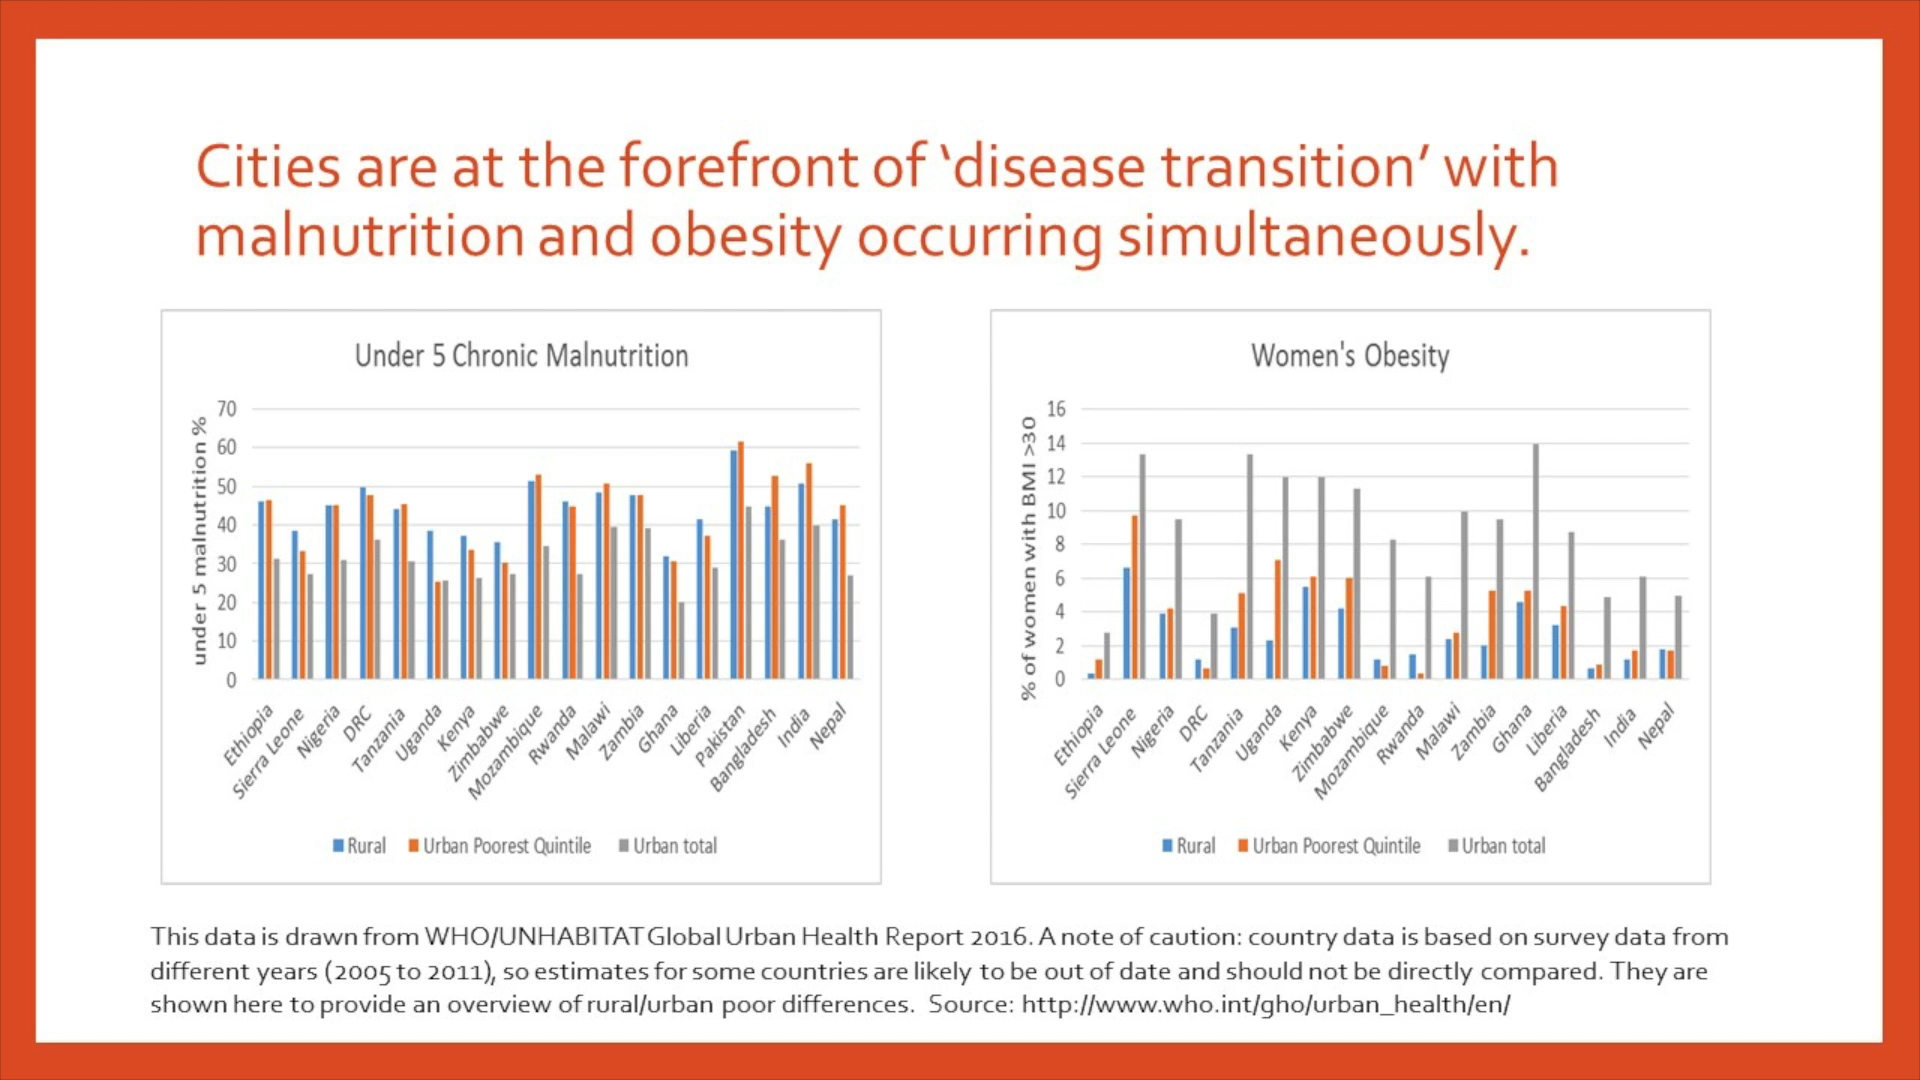 Cities are at the forefront of ‘disease transition’ with
malnutrition and obesity occurring simultaneously.
Under 5 Chronic Malnutrition
under 5 malnutrition %
70
60
50
40
30
20
10
0
Ethiopia
Sierra Leone
Nigeria
DRC
Tanzania
Uganda
Kenya
Zimbabwe
Mozambique
Rwanda
Malawi
Zambia
Ghana
Liberia
Pakistan
Bangladesh
India
Nepal
Rural Urban Poorest Quintile Urban total
Women's Obesity
% of women with BMI >30
16
14
12
10
8
6
4
2
0
Ethiopia
Sierra Leone
Nigeria
DRC
Tanzania
Uganda
Kenya
Zimbabwe
Mozambique
Rwanda
Malawi
Zambia
Ghana
Liberia
Bangladesh
India
Nepal
Rural Urban Poorest Quintile Urban total
This data is drawn from WHO/UNHABITAT Global Urban Health Report 2016. A note of caution: country data is based on survey data from
different years (2005 to 2011), so estimates for some countries are likely to be out of date and should not be directly compared. They are
shown here to provide an overview of rural/urban poor differences. Source: http://www.who.int/gho/urban_health/en/